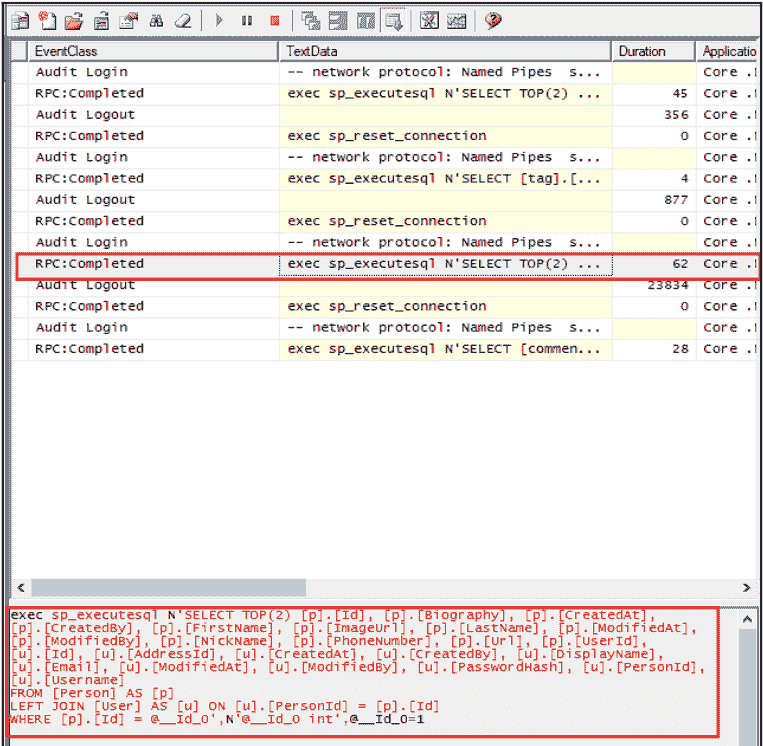 EventClass TextData Duration Applicatio
Audit Login -- network protocol: Named Pipes s...
RPC:Completed exec sp_executesql N'SELECT TOP(2) ... 45 Core .
Audit Logout 356 Core .
RPC:Completed exec sp_reset_connection 0 Core .
Audit Login -- network protocol: Named Pipes s... Core .
RPC:Completed exec sp_executesql N'SELECT [tag].[... 4 Core .
Audit Logout 877 Core .
RPC:Completed exec sp_reset_connection 0 Core .
Audit Login -- network protocol: Named Pipes s... Core .
RPC:Completed exec sp_executesql N'SELECT TOP(2) ... 62 Core .
Audit Logout 23834 Core .
RPC:Completed exec sp_reset_connection 0 Core .
Audit Login -- network protocol: Named Pipes s... Core .
RPC:Completed exec sp_executesql N'SELECT [commen... 28 Core .
exec sp_executesql N'SELECT TOP(2) [p].[Id], [p].[Biography], [p].[CreatedAt],
[p].[CreatedBy], [p].[FirstName], [p].[ImageUrl], [p].[LastName], [p].[ModifiedAt],
[p].[ModifiedBy], [p].[NickName], [p].[PhoneNumber], [p].[Url], [p].[UserId],
[u].[Id], [u].[AddressId], [u].[CreatedAt], [u].[CreatedBy], [u].[DisplayName],
[u].[Email], [u].[ModifiedAt], [u].[ModifiedBy], [u].[PasswordHash], [u].[PersonId],
[u].[Username]
FROM [Person] AS [p]
LEFT JOIN [User] AS [u] ON [u].[PersonId] = [p].[Id]
WHERE [p].[Id] = @__Id_0',N'@__Id_0 int',@__Id_0=1